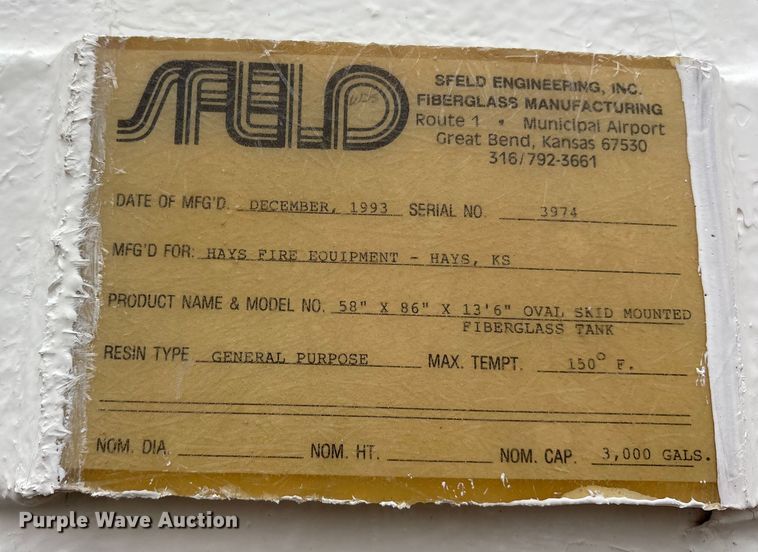 SFELD
SFELD ENGINEERING, INC.
FIBERGLASS MANUFACTURING
Route 1 • Municipal Airport
Great Bend, Kansas 67530
316/792-3661
DATE OF MFG'D. DECEMBER, 1993 SERIAL NO. 3974
MFG'D FOR: HAYS FIRE EQUIPMENT - HAYS, KS
PRODUCT NAME & MODEL NO. 58" X 86" X 13'6" OVAL SKID MOUNTED
FIBERGLASS TANK
RESIN TYPE GENERAL PURPOSE MAX. TEMPT. 150° F.
NOM. DIA. NOM. HT. NOM. CAP. 3,000 GALS.
Purple Wave Auction